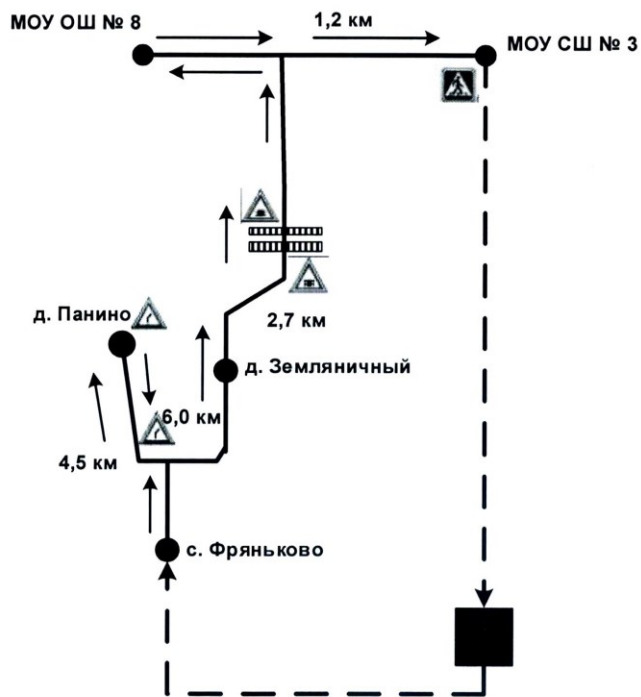 МОУ ОШ № 8
1,2 км
МОУ СШ № 3
2,7 км
д. Панино
д. Земляничный
6,0 км
4,5 км
с. Фряньково